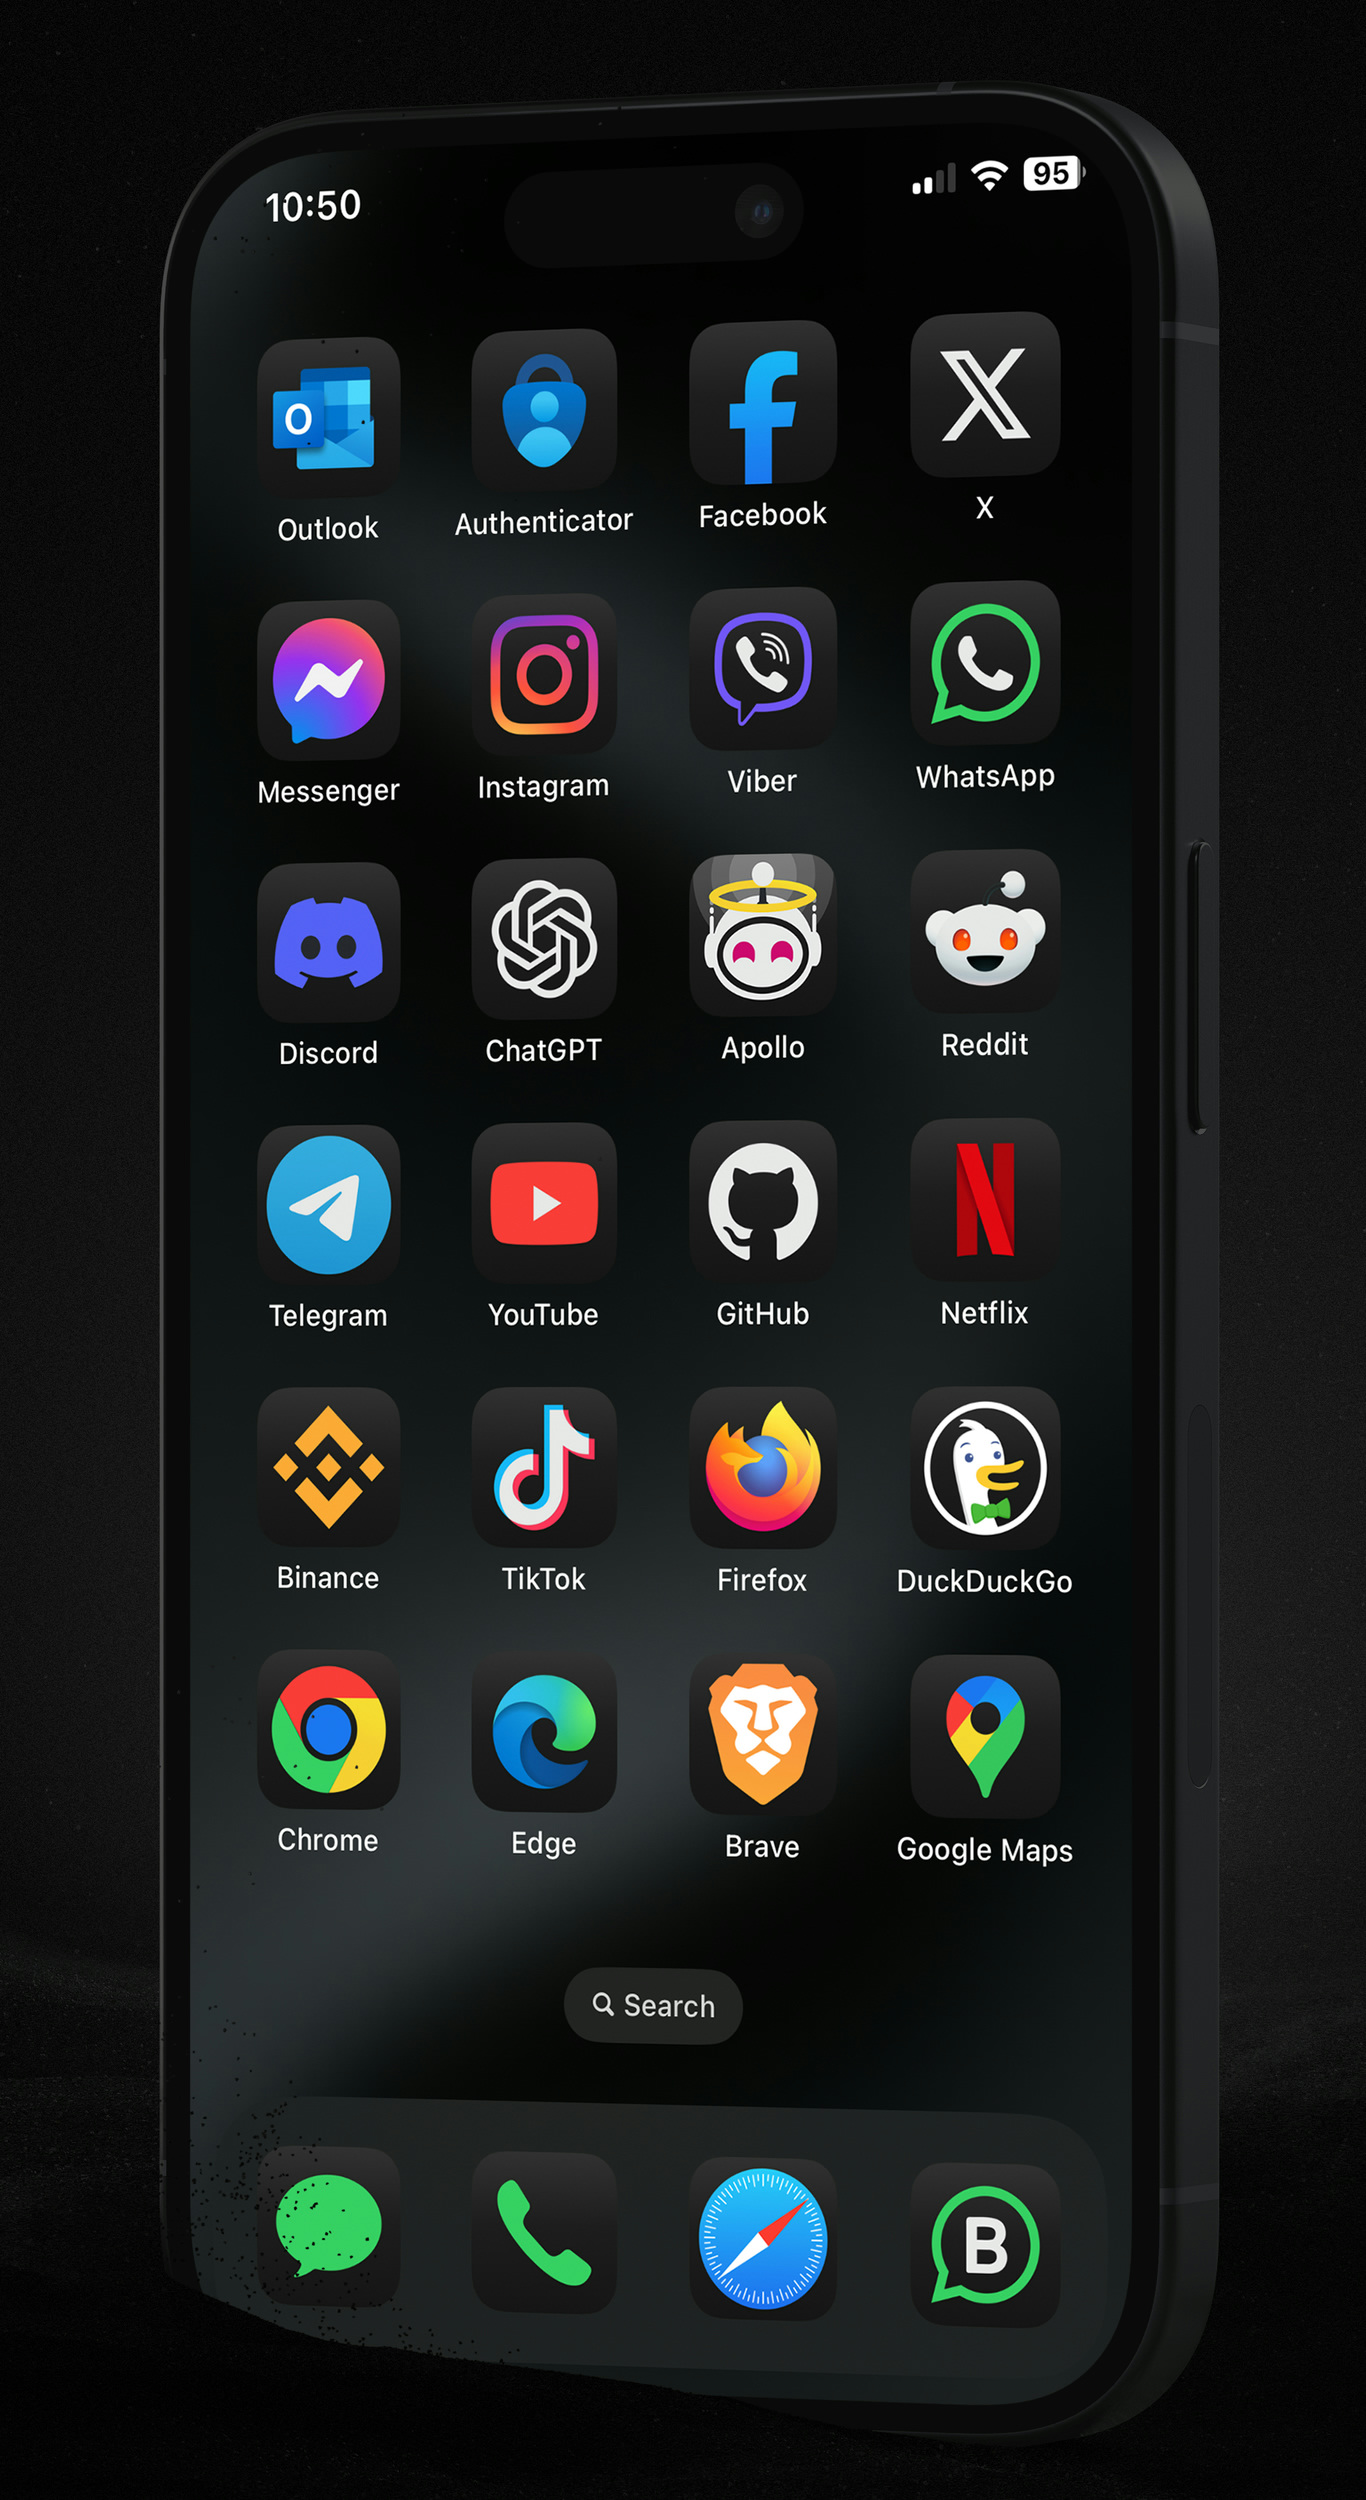 10:50 95
O
Outlook Authenticator Facebook X
Messenger Instagram Viber WhatsApp
Discord ChatGPT Apollo Reddit
Telegram YouTube GitHub Netflix
Binance TikTok Firefox DuckDuckGo
Chrome Edge Brave Google Maps
Search
B